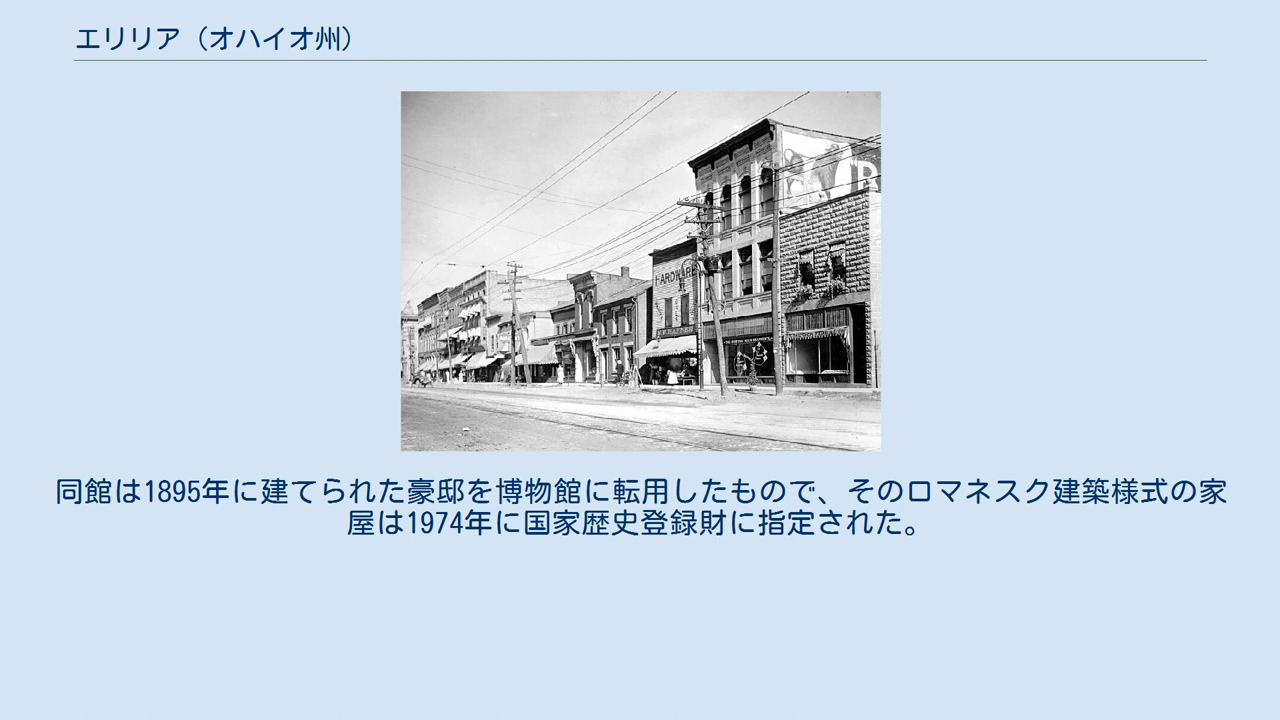 エリリア（オハイオ州）
HARDWARE
R
同館は1895年に建てられた豪邸を博物館に転用したもので、そのロマネスク建築様式の家
屋は1974年に国家歴史登録財に指定された。